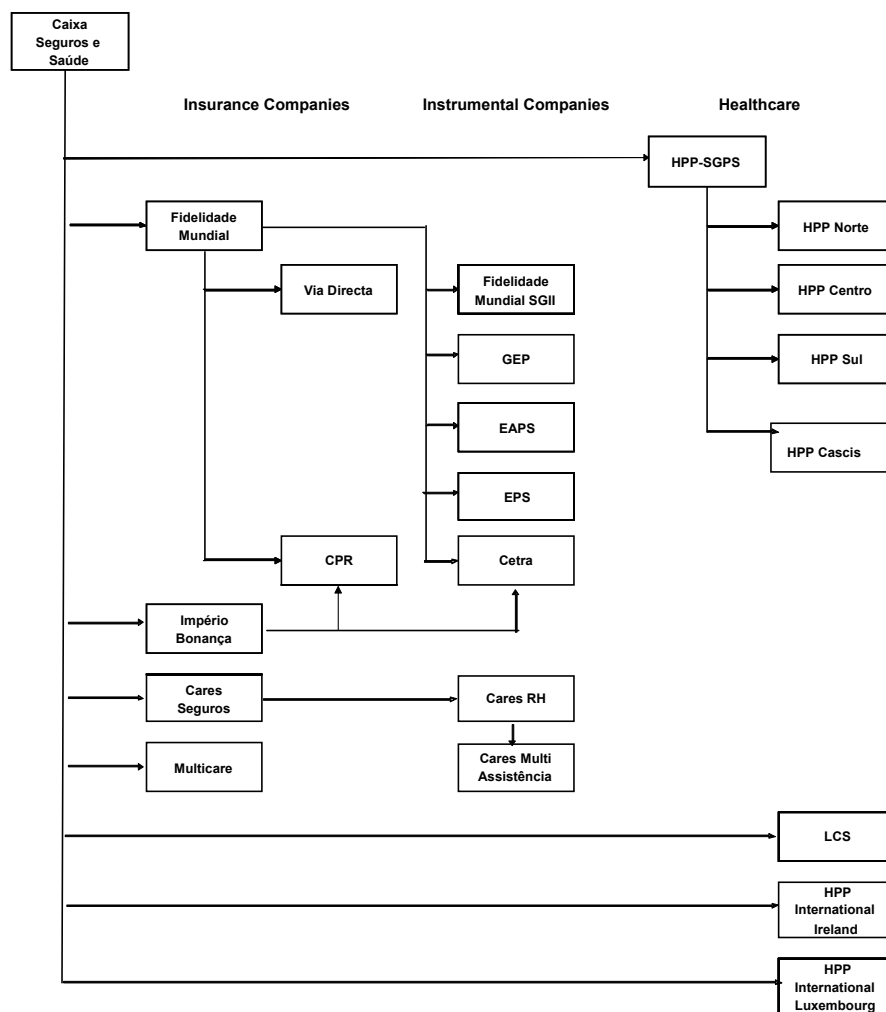 Caixa
Seguros e
Saúde
Insurance Companies
Instrumental Companies
Healthcare
HPP-SGPS
Fidelidade
Mundial
HPP Norte
Via Directa
Fidelidade
Mundial SGII
HPP Centro
GEP
HPP Sul
EAPS
HPP Cascis
EPS
CPR
Cetra
Império
Bonança
Cares
Seguros
Cares RH
Multicare
Cares Multi
Assistência
LCS
HPP
International
Ireland
HPP
International
Luxembourg